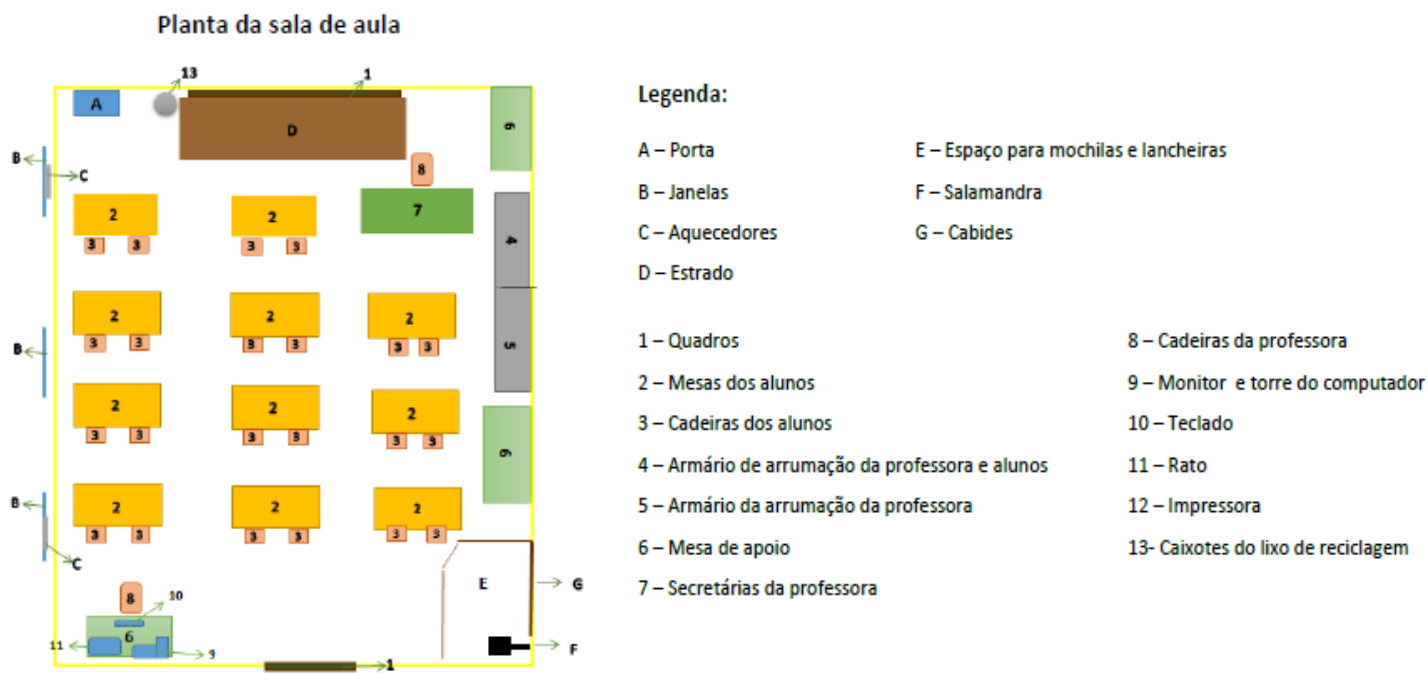 Planta da sala de aula
13 1
A D 6
B
C
8
2 2 7
3 3 3 3
4
2 2 2
B 3 3 3 3 3 3
5
2 2 2
3 3 3 3 3 3
6
B 2 2 2
3 3 3 3 3 3
C
E G
8 10
6
11 9 F
1
Legenda:
A – Porta E – Espaço para mochilas e lancheiras
B – Janelas F – Salamandra
C – Aquecedores G – Cabides
D – Estrado
1 – Quadros 8 – Cadeiras da professora
2 – Mesas dos alunos 9 – Monitor e torre do computador
3 – Cadeiras dos alunos 10 – Teclado
4 – Armário de arrumação da professora e alunos 11 – Rato
5 – Armário da arrumação da professora 12 – Impressora
6 – Mesa de apoio 13- Caixotes do lixo de reciclagem
7 – Secretárias da professora